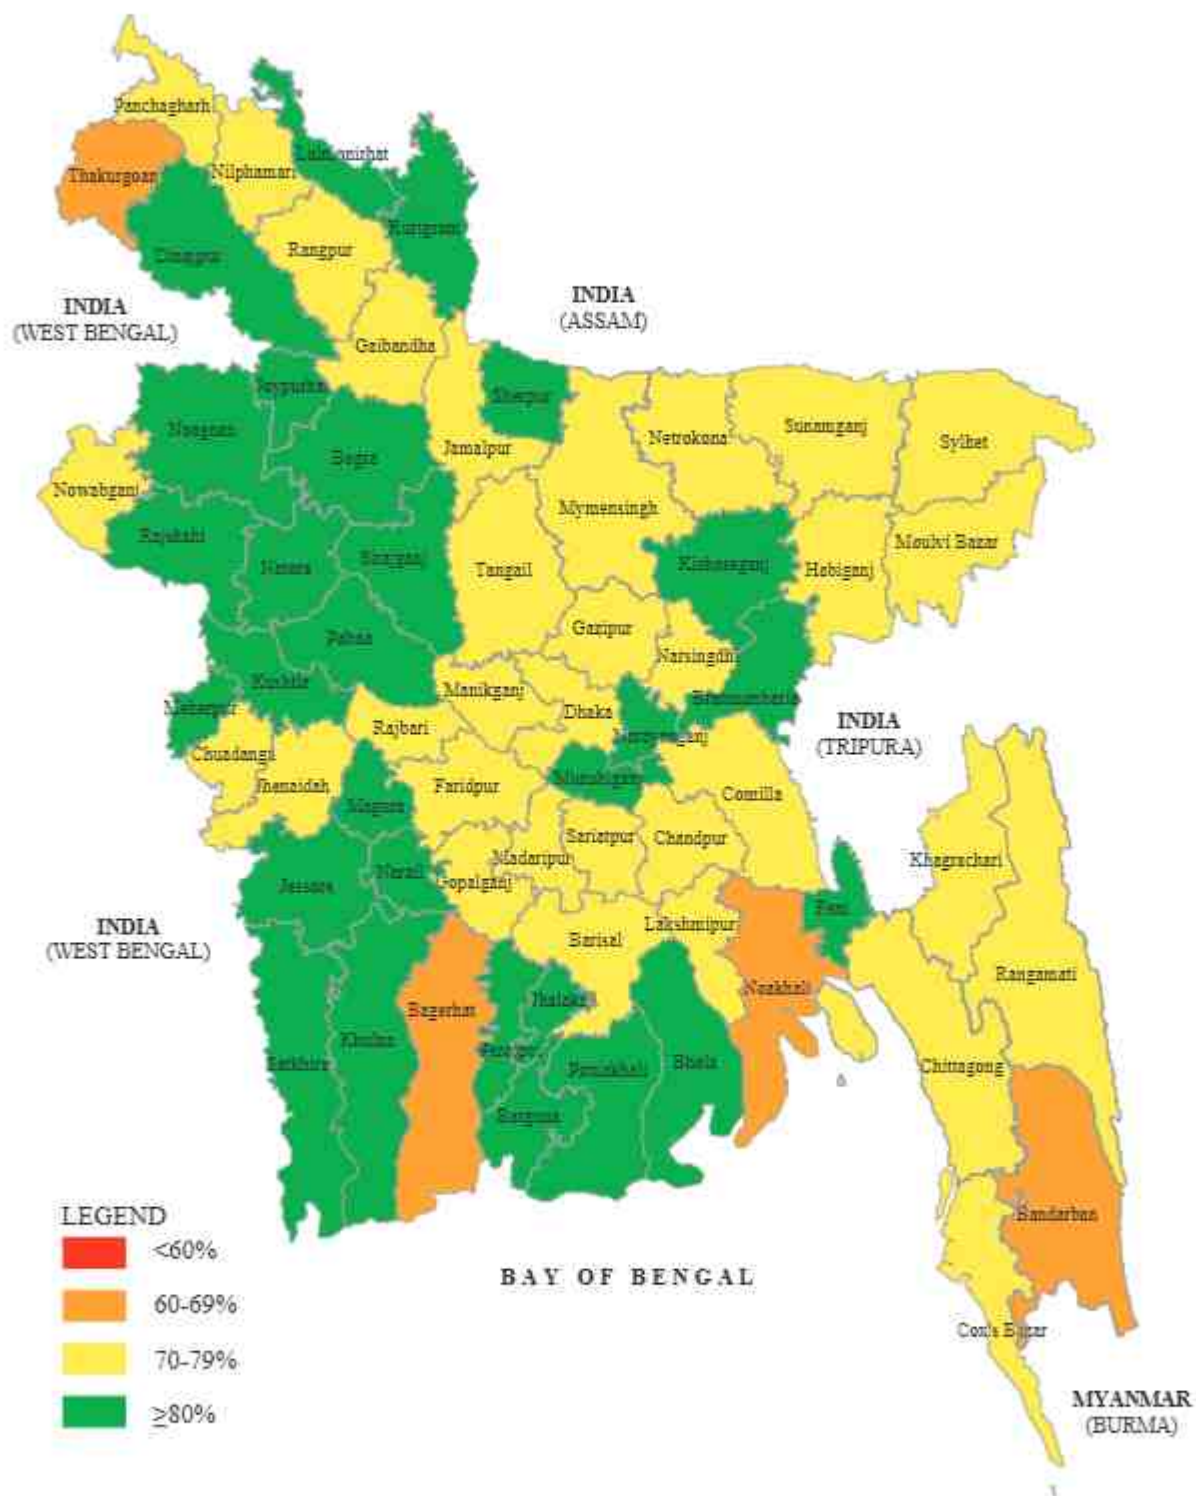 Panchagharh
Thakurgoan
Nilphamari
Lalmonirhat
Kurigram
Dinajpur
Rangpur
INDIA
(WEST BENGAL)
INDIA
(ASSAM)
Gaibandha
Joypurhat
Sherpur
Naogaon
Bogra
Jamalpur
Netrokona
Sunamganj
Sylhet
Nowabganj
Mymensingh
Rajshahi
Natore
Sirajganj
Tangail
Kishoreganj
Habiganj
Moulvi Bazar
Pabna
Gazipur
Narsingdhi
Kushtia
Meherpur
Manikganj
Dhaka
Brahmanbaria
INDIA
(TRIPURA)
Rajbari
Narayanganj
Chuadanga
Jhenaidah
Faridpur
Munshiganj
Comilla
Magura
Sariatpur
Chandpur
Madaripur
Khagrachari
Jessore
Narail
Gopalganj
INDIA
(WEST BENGAL)
Barisal
Lakshmipur
Feni
Bagerhat
Noakhali
Rangamati
Khulna
Satkhira
Patuakhali
Bhola
Chittagong
Barguna
Bandarban
LEGEND
<60%
60-69%
70-79%
≥80%
BAY OF BENGAL
Cox's Bazar
MYANMAR
(BURMA)